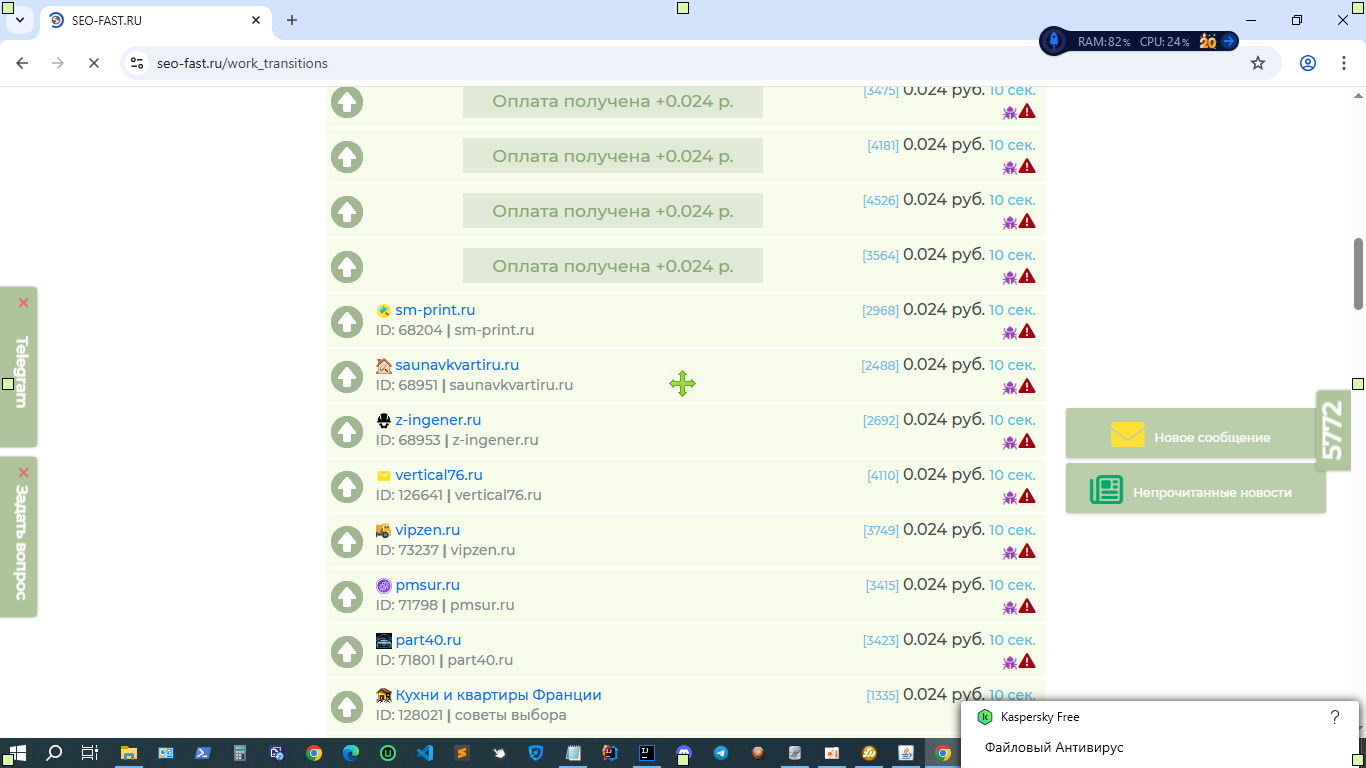 SEO-FAST.RU
RAM:82% CPU:24% 20
seo-fast.ru/work_transitions
Оплата получена +0.024 р.
[3475] 0.024 руб. 10 сек.
Оплата получена +0.024 р.
[4181] 0.024 руб. 10 сек.
Оплата получена +0.024 р.
[4526] 0.024 руб. 10 сек.
Оплата получена +0.024 р.
[3564] 0.024 руб. 10 сек.
sm-print.ru
[2968] 0.024 руб. 10 сек.
ID: 68204 | sm-print.ru
saunavkvartiru.ru
[2488] 0.024 руб. 10 сек.
ID: 68951 | saunavkvartiru.ru
z-ingener.ru
[2692] 0.024 руб. 10 сек.
ID: 68953 | z-ingener.ru
vertical76.ru
[4110] 0.024 руб. 10 сек.
ID: 126641 | vertical76.ru
vipzen.ru
[3749] 0.024 руб. 10 сек.
ID: 73237 | vipzen.ru
pmsur.ru
[3415] 0.024 руб. 10 сек.
ID: 71798 | pmsur.ru
part40.ru
[3423] 0.024 руб. 10 сек.
ID: 71801 | part40.ru
Кухни и квартиры Франции
[1335] 0.024 руб. 10 сек.
ID: 128021 | советы выбора
Telegram
Задать вопрос
5772
Новое сообщение
Непрочитанные новости
Kaspersky Free
?
Файловый Антивирус